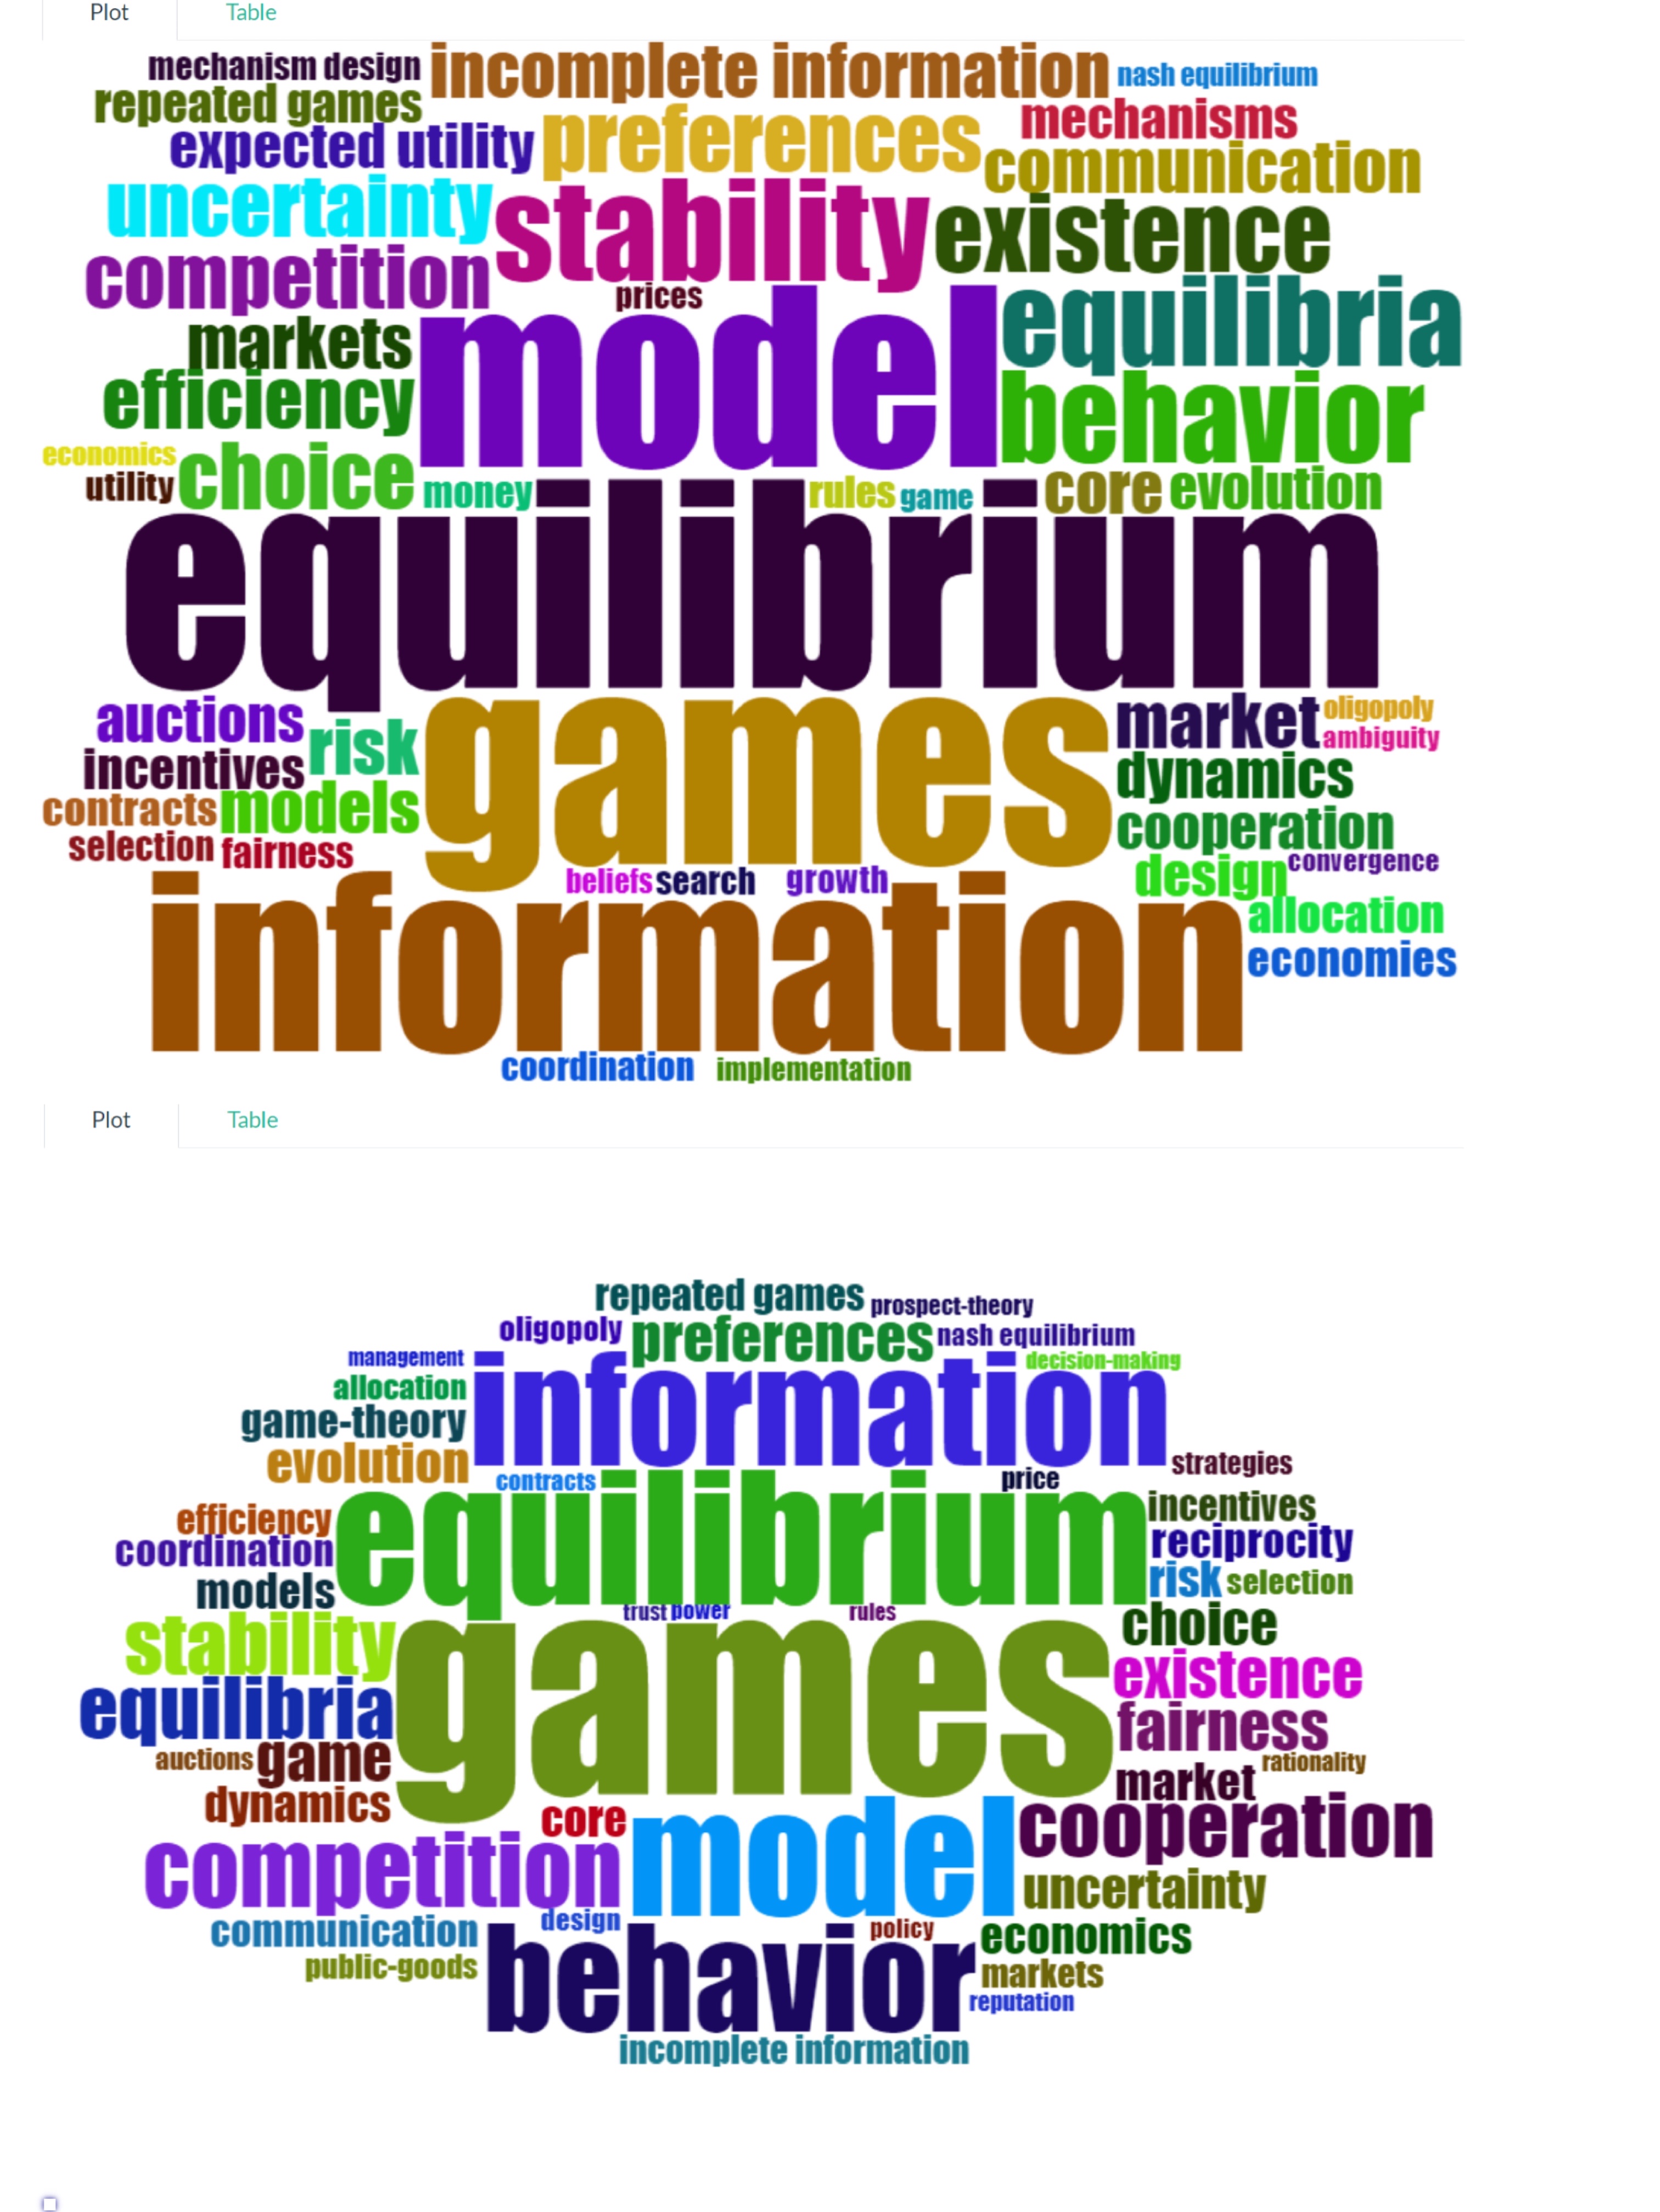 Plot Table
mechanism design incomplete information nash equilibrium
repeated games preferences mechanisms
expected utility communication
uncertainty stability existence
competition prices equilibria
markets model
efficiency behavior
economics choice money rules game core evolution
utility
equilibrium
auctions risk games market oligopoly
ambiguity
incentives dynamics
contracts models cooperation
selection fairness convergence
beliefs search growth design
information allocation
economies
coordination implementation
Plot Table
repeated games prospect-theory
oligopoly preferences nash equilibrium
management decision-making
allocation information
game-theory
evolution strategies
contracts price
efficiency equilibrium incentives
coordination reciprocity
models risk selection
trust power rules
stability games choice
equilibria existence
fairness
auctions game rationality
market
dynamics core cooperation
competition model uncertainty
communication design policy economics
public-goods behavior markets
reputation
incomplete information